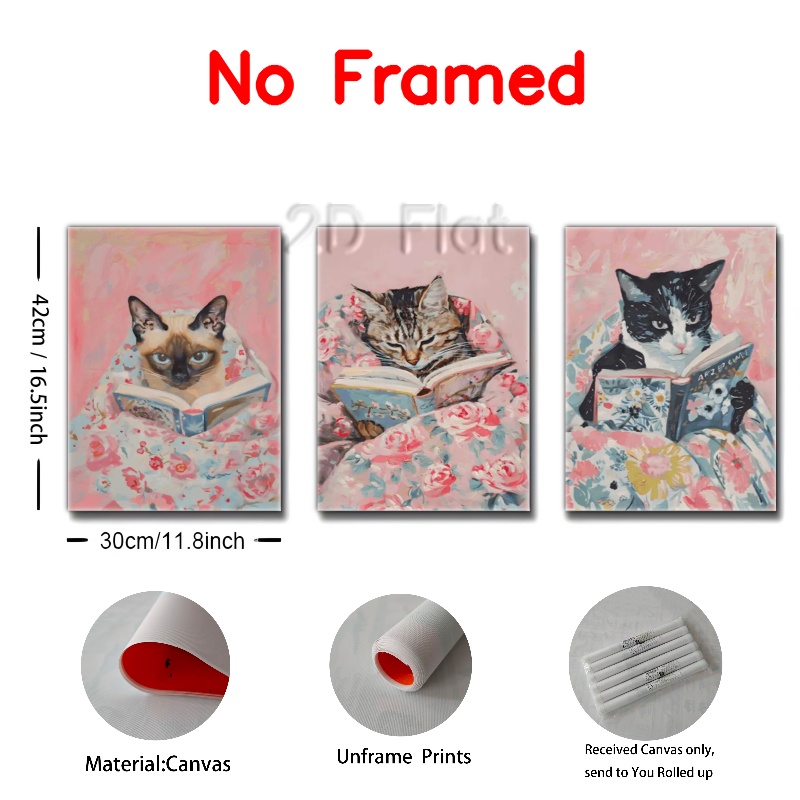 No Framed
2.D Flat
42cm / 16.5inch
30cm/11.8inch
Material:Canvas
Unframe Prints
Received Canvas only,
send to You Rolled up